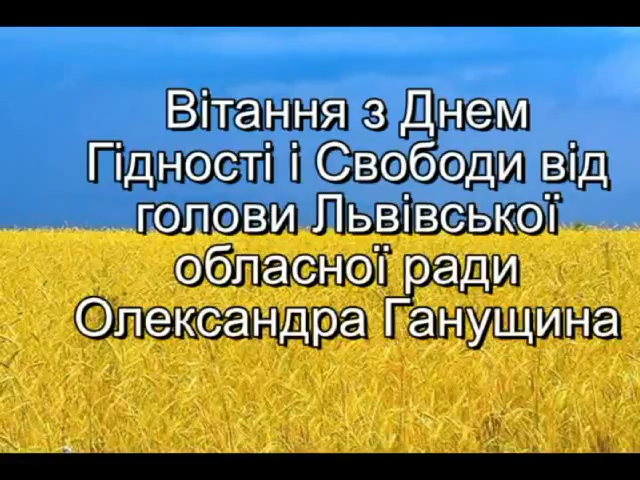 Вітання з Днем
Гідності і Свободи від
голови Львівської
обласної ради
Олександра Ганущина